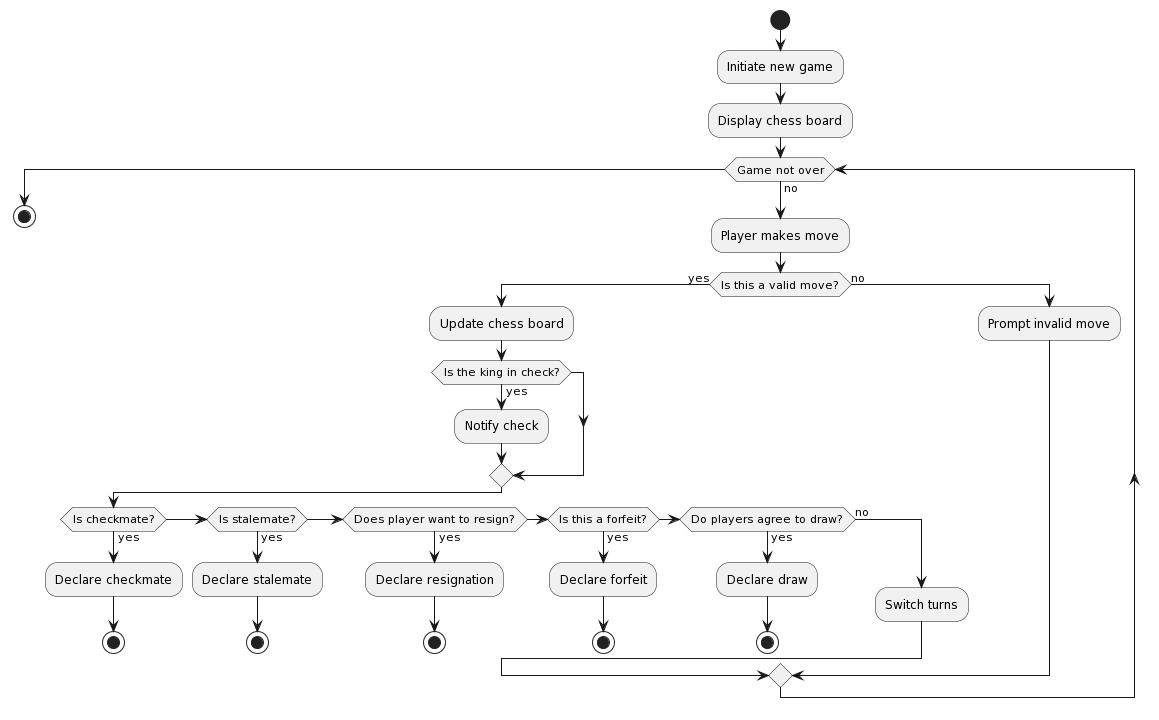 Initiate new game
Display chess board
Game not over
no
Player makes move
yes
Is this a valid move?
no
Update chess board
Prompt invalid move
Is the king in check?
yes
Notify check
Is checkmate?
Is stalemate?
Does player want to resign?
Is this a forfeit?
Do players agree to draw?
no
yes
yes
yes
yes
yes
Declare checkmate
Declare stalemate
Declare resignation
Declare forfeit
Declare draw
Switch turns